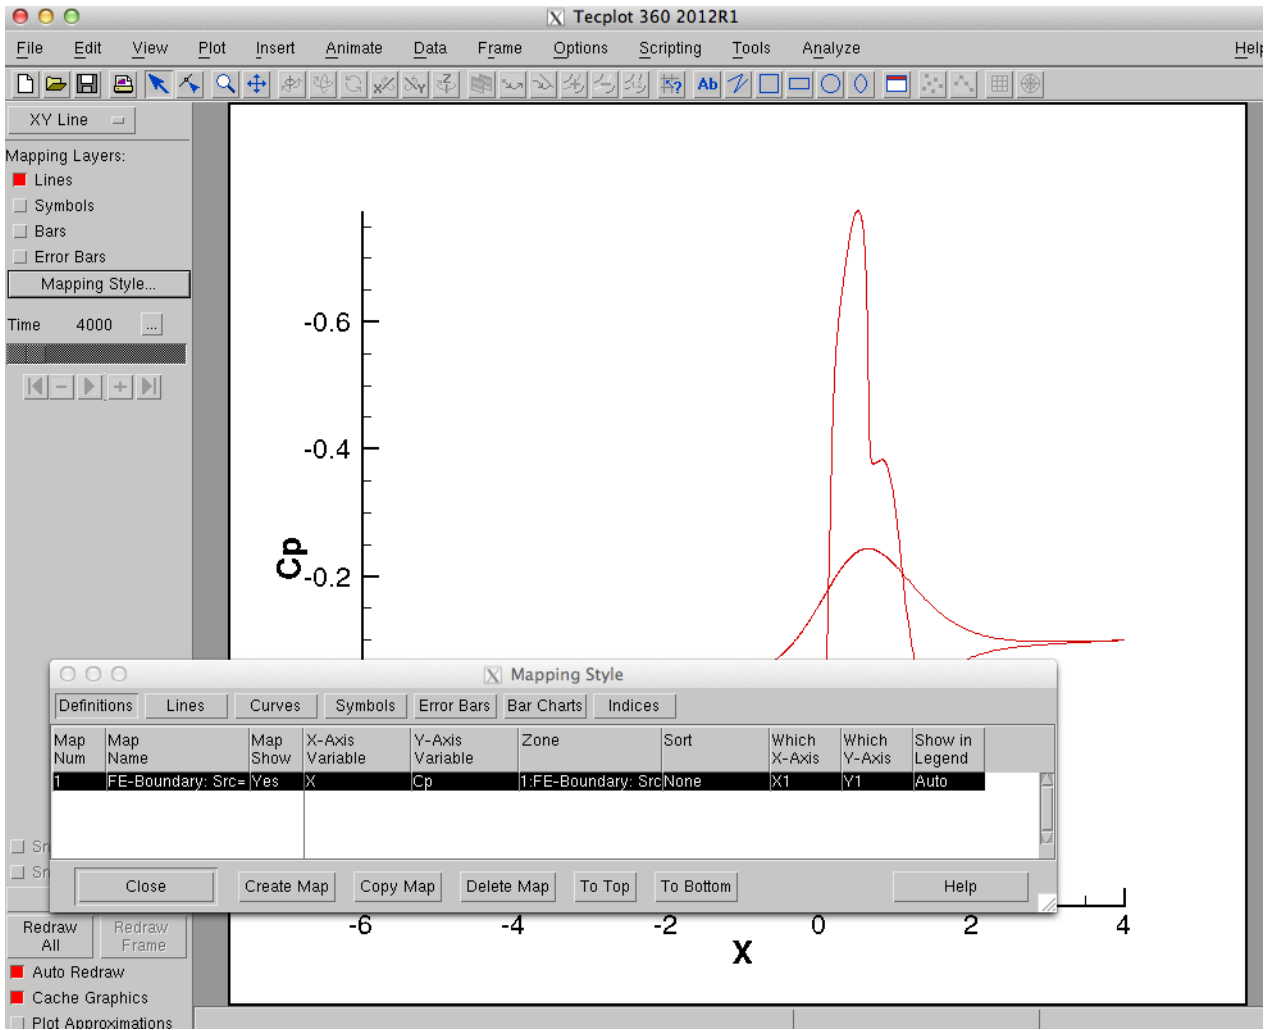 Tecplot 360 2012R1
File Edit View Plot Insert Animate Data Frame Options Scripting Tools Analyze Help
Ab
XY Line
Mapping Layers:
Lines
Symbols
Bars
Error Bars
Mapping Style...
Time 4000 ...
-0.6
-0.4
-0.2
Cp
Mapping Style
Definitions Lines Curves Symbols Error Bars Bar Charts Indices
Map Map Map X-Axis Y-Axis Zone Sort Which Which Show in
Num Name Show Variable Variable X-Axis Y-Axis Legend
1 FE-Boundary: Src= Yes X Cp 1:FE-Boundary: Src None X1 Y1 Auto
Close Create Map Copy Map Delete Map To Top To Bottom Help
-6 -4 -2 0 2 4
X
Redraw All
Redraw Frame
Auto Redraw
Cache Graphics
Plot Approximations